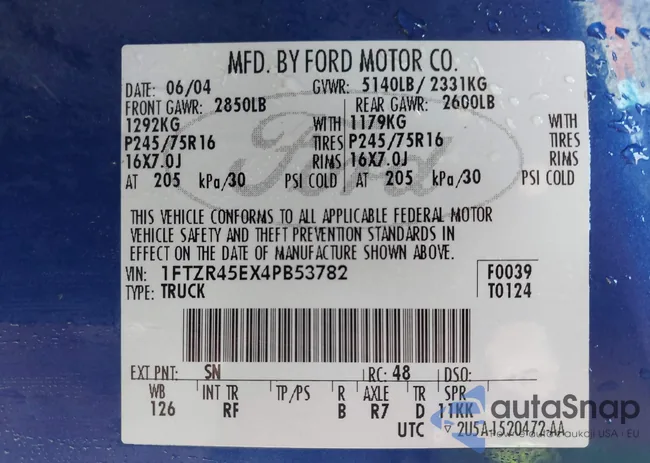 MFD. BY FORD MOTOR CO.
DATE: 06/04 GVWR: 5140LB/ 2331KG
FRONT GAWR: 2850LB REAR GAWR: 2600LB
1292KG WITH 1179KG WITH
P245/75R16 TIRES P245/75R16 TIRES
16X7.0J RIMS 16X7.0J RIMS
AT 205 kPa/30 PSI COLD AT 205 kPa/30 PSI COLD
Ford
THIS VEHICLE CONFORMS TO ALL APPLICABLE FEDERAL MOTOR
VEHICLE SAFETY AND THEFT PREVENTION STANDARDS IN
EFFECT ON THE DATE OF MANUFACTURE SHOWN ABOVE.
VIN: 1FTZR45EX4PB53782 F0039
TYPE: TRUCK T0124
EXT PNT: SN RC: 48 DSO:
WB INT TR TP/PS R AXLE TR SPR
126 RF B R7 D 11KK
UTC 2U5A-1520472-AA
autaSnap